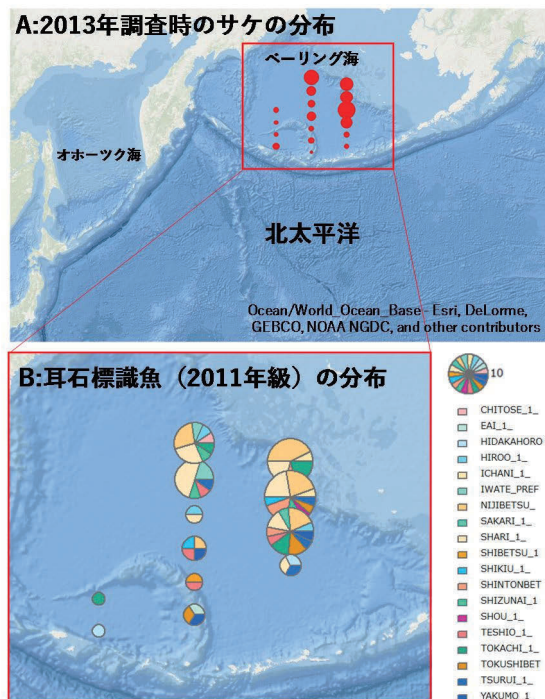 A:2013年調査時のサケの分布
ベーリング海
オホーツク海
北太平洋
Ocean/World_Ocean_Base - Esri, DeLorme,
GEBCO, NOAA NGDC, and other contributors
B:耳石標識魚（2011年級）の分布
10
CHITOSE_1_
EAI_1_
HIDAKAHORO
HIROO_1_
ICHANI_1_
IWATE_PREF
NIJIBETSU_
SAKARI_1_
SHARI_1_
SHIBETSU_1
SHIKIU_1_
SHINTONBET
SHIZUNAI_1
SHOU_1_
TESHIO_1_
TOKACHI_1_
TOKUSHIBET
TSURUI_1_
YAKUMO_1